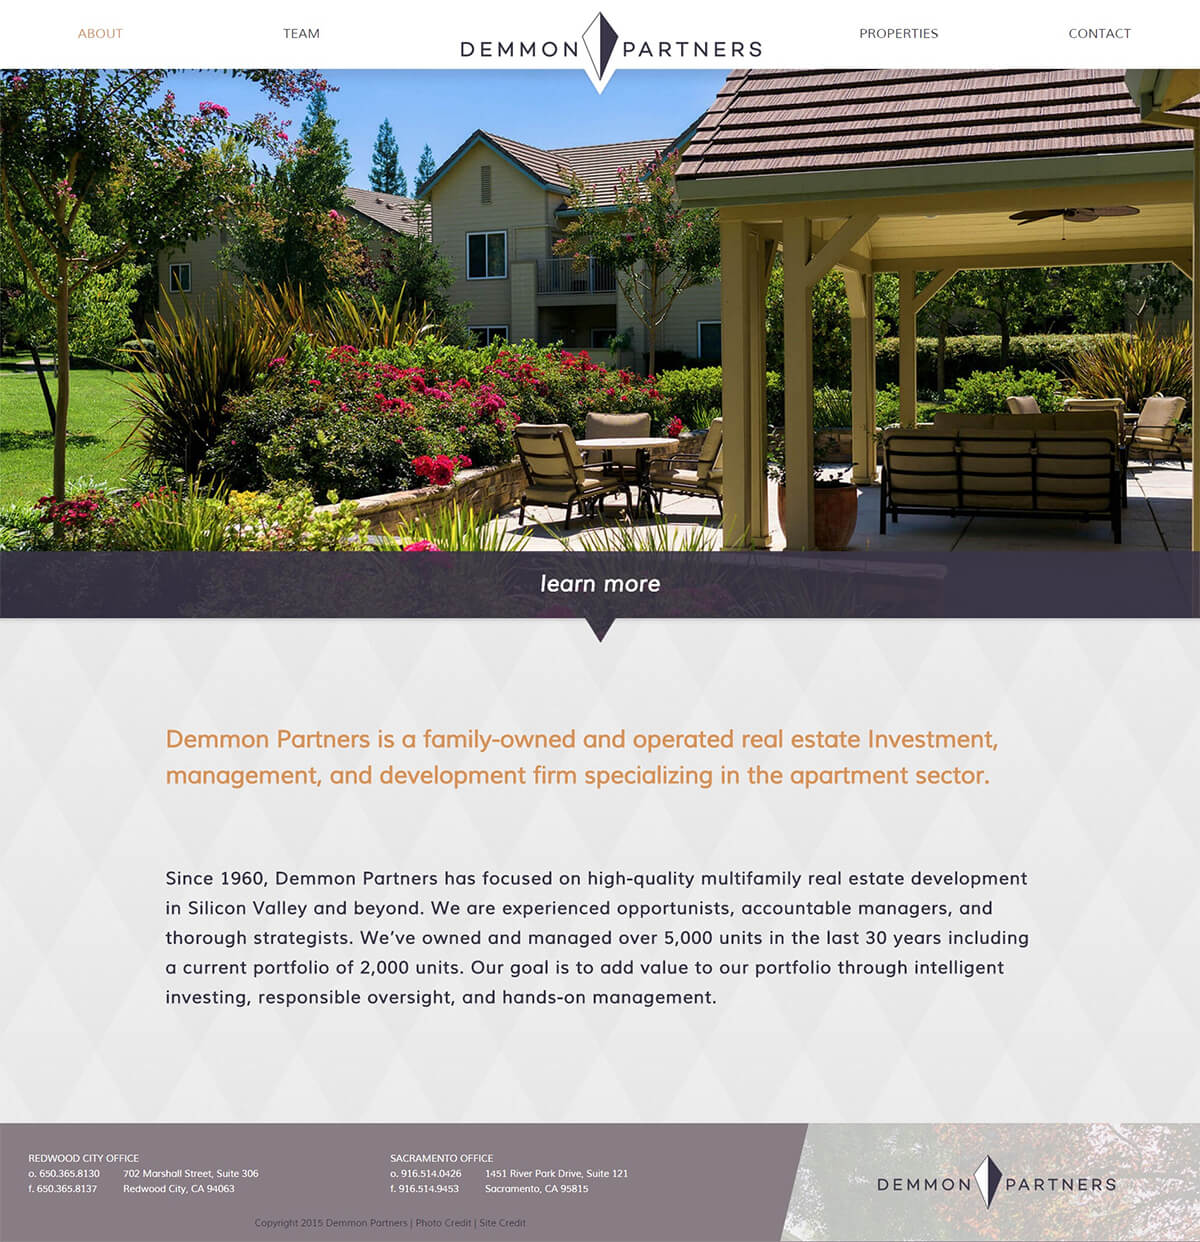 ABOUT TEAM DEMMON PARTNERS PROPERTIES CONTACT
learn more
Demmon Partners is a family-owned and operated real estate Investment,
management, and development firm specializing in the apartment sector.
Since 1960, Demmon Partners has focused on high-quality multifamily real estate development
in Silicon Valley and beyond. We are experienced opportunists, accountable managers, and
thorough strategists. We’ve owned and managed over 5,000 units in the last 30 years including
a current portfolio of 2,000 units. Our goal is to add value to our portfolio through intelligent
investing, responsible oversight, and hands-on management.
REDWOOD CITY OFFICE
o. 650.365.8130 702 Marshall Street, Suite 306
f. 650.365.8137 Redwood City, CA 94063
SACRAMENTO OFFICE
o. 916.514.0426 1451 River Park Drive, Suite 121
f. 916.514.9453 Sacramento, CA 95815
DEMMON PARTNERS
Copyright 2015 Demmon Partners | Photo Credit | Site Credit